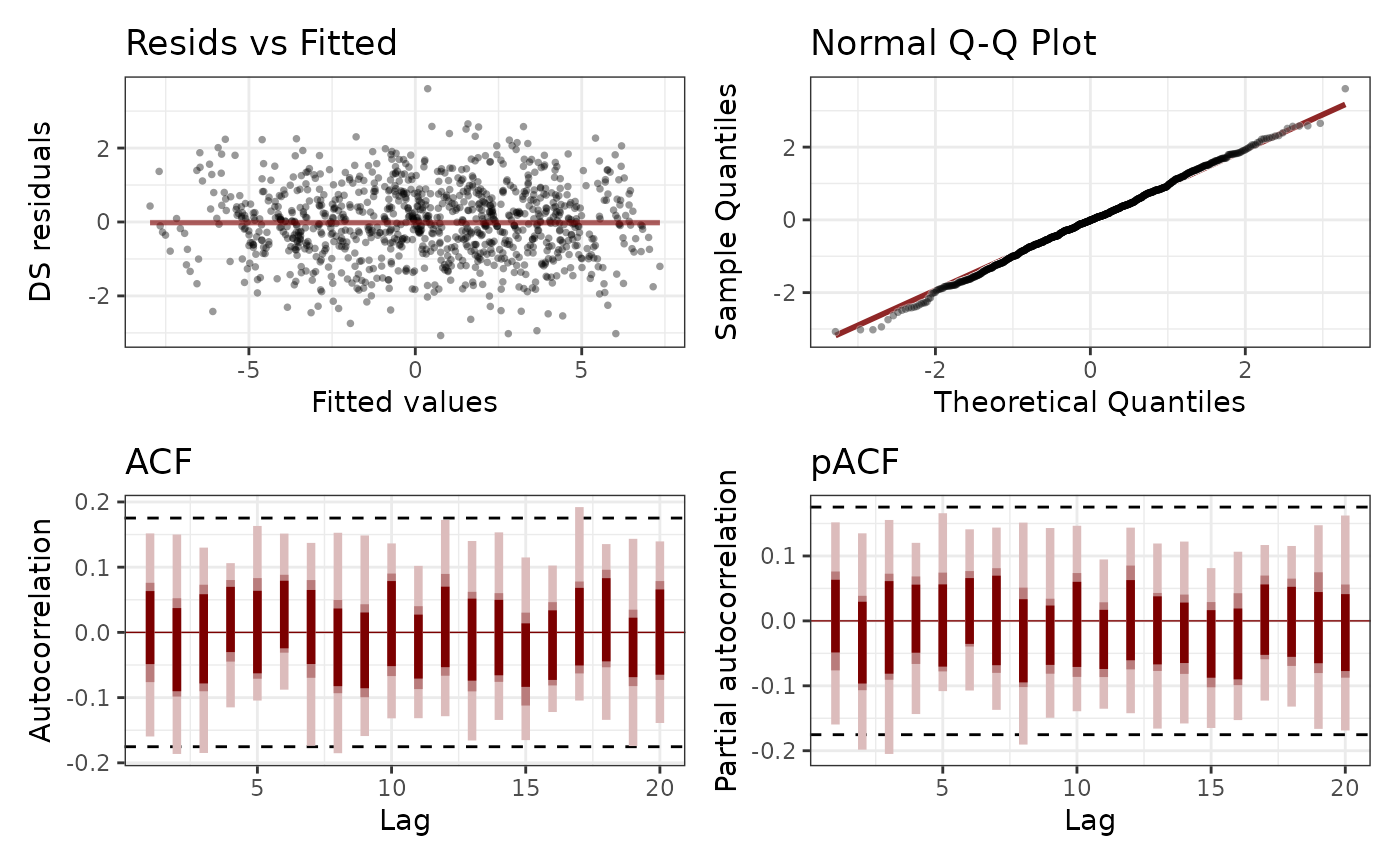 Resids vs Fitted
DS residuals
2
0
-2
-5
0
5
Fitted values
Normal Q-Q Plot
Sample Quantiles
2
0
-2
-2
0
2
Theoretical Quantiles
ACF
Autocorrelation
0.2
0.1
0.0
-0.1
-0.2
5
10
15
20
Lag
pACF
Partial autocorrelation
0.1
0.0
-0.1
-0.2
5
10
15
20
Lag